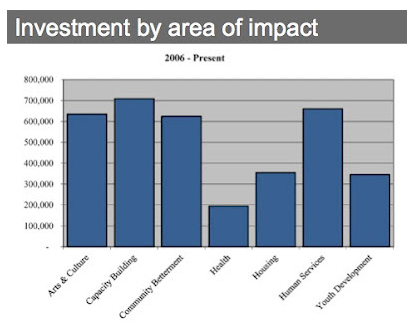 Investment by area of impact
2006 - Present
800,000
700,000
600,000
500,000
400,000
300,000
200,000
100,000
-
Arts & Culture
Capacity Building
Community Betterment
Health
Housing
Human Services
Youth Development